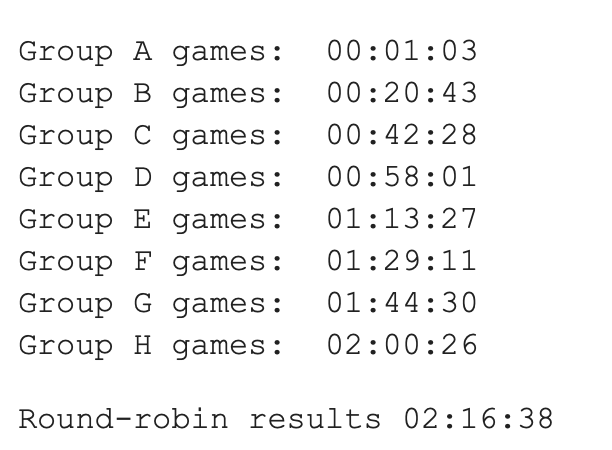 Group A games:  00:01:03
Group B games:  00:20:43
Group C games:  00:42:28
Group D games:  00:58:01
Group E games:  01:13:27
Group F games:  01:29:11
Group G games:  01:44:30
Group H games:  02:00:26
Round-robin results 02:16:38